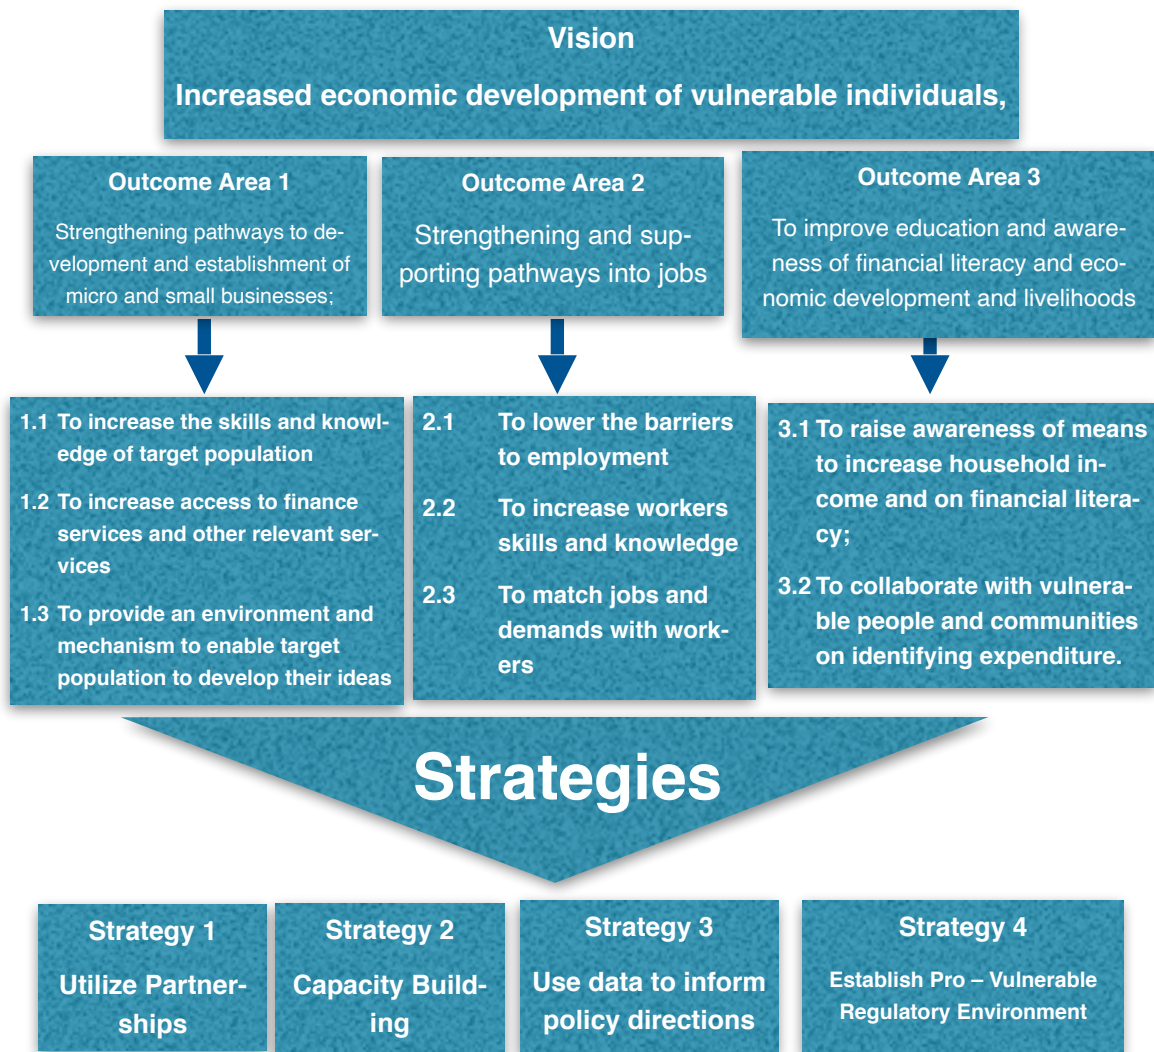 Vision
Increased economic development of vulnerable individuals,
Outcome Area 1
Strengthening pathways to de-
velopment and establishment of
micro and small businesses;
Outcome Area 2
Strengthening and sup-
porting pathways into jobs
Outcome Area 3
To improve education and aware-
ness of financial literacy and eco-
nomic development and livelihoods
1.1 To increase the skills and knowl-
edge of target population
1.2 To increase access to finance
services and other relevant ser-
vices
1.3 To provide an environment and
mechanism to enable target
population to develop their ideas
2.1 To lower the barriers
to employment
2.2 To increase workers
skills and knowledge
2.3 To match jobs and
demands with work-
ers
3.1 To raise awareness of means
to increase household in-
come and on financial litera-
cy;
3.2 To collaborate with vulnera-
ble people and communities
on identifying expenditure.
Strategies
Strategy 1
Utilize Partner-
ships
Strategy 2
Capacity Build-
ing
Strategy 3
Use data to inform
policy directions
Strategy 4
Establish Pro – Vulnerable
Regulatory Environment